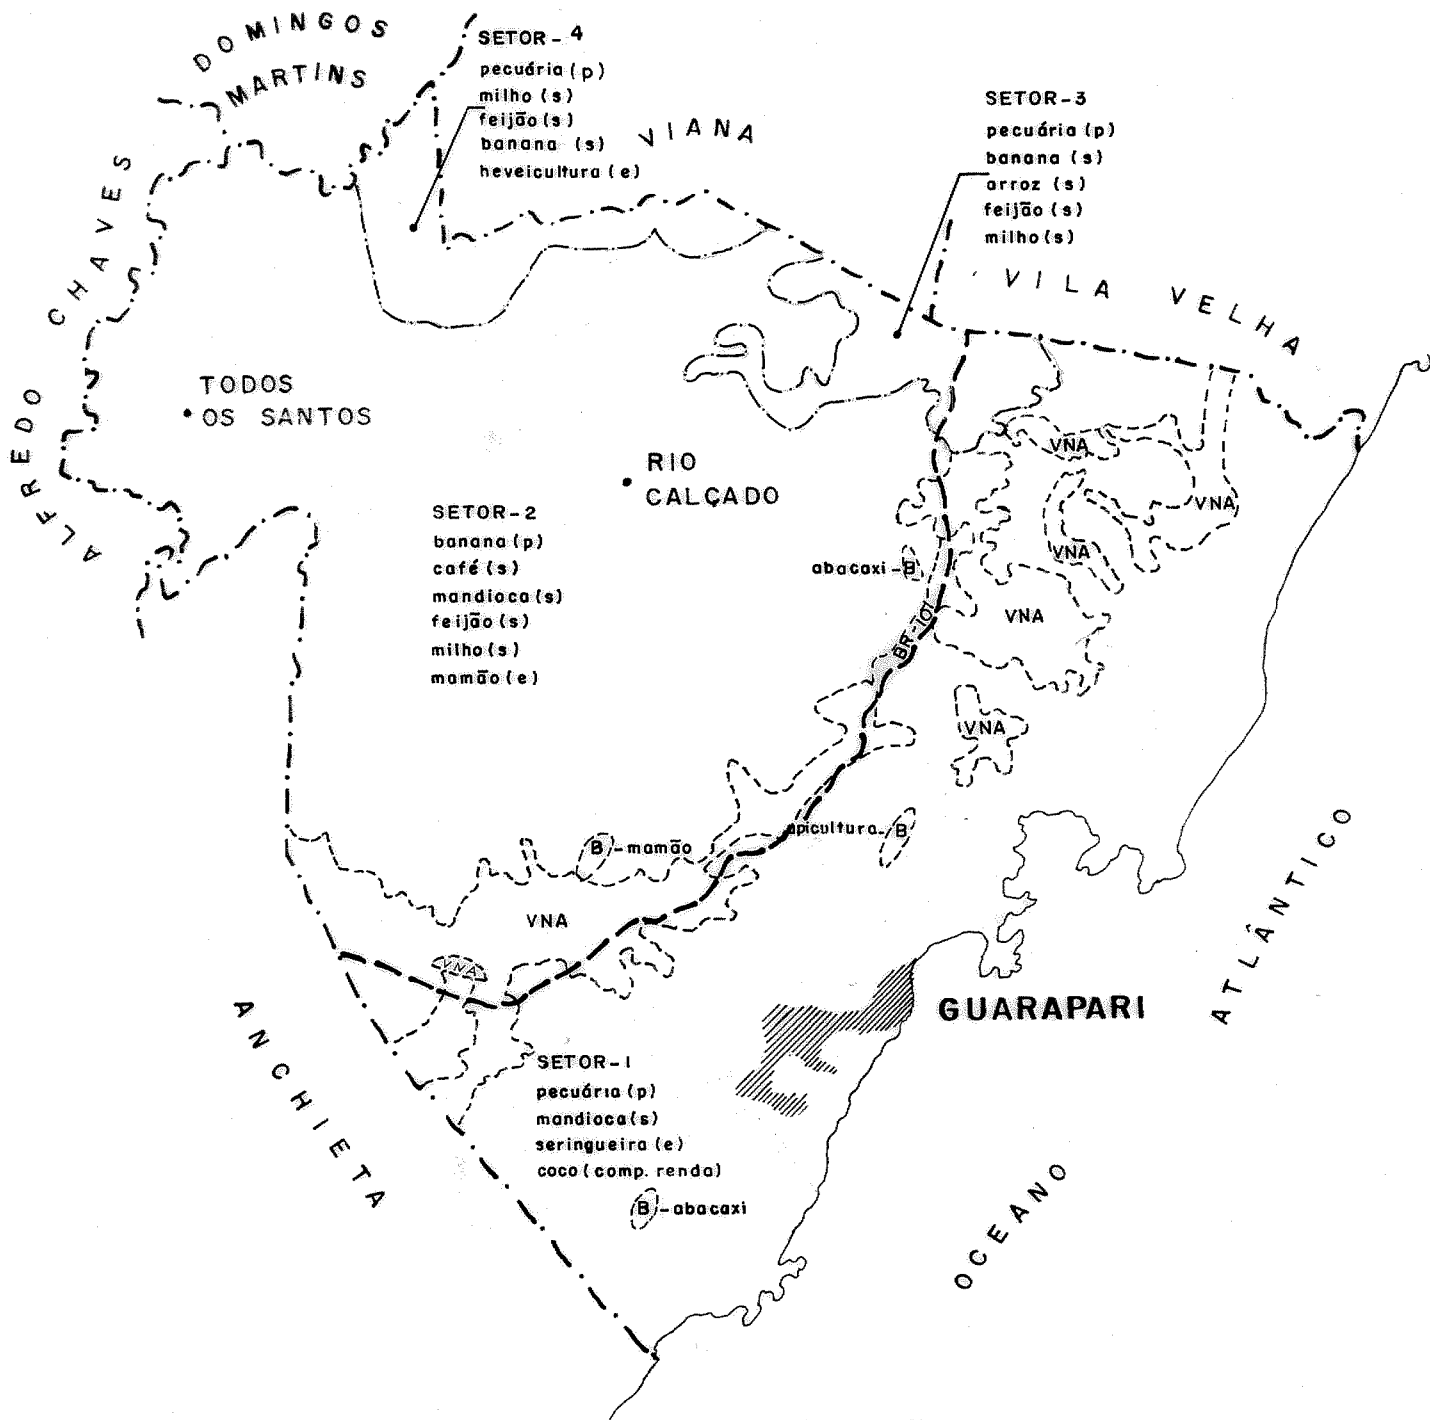 DOMINGOS
MARTINS
SETOR-4
pecuária (p)
milho (s)
feijão (s)
banana (s)
heveicultura (e)
VIANA
SETOR-3
pecuária (p)
banana (s)
arroz (s)
feijão (s)
milho (s)
VILA VELHA
ALFREDO CHAVES
TODOS
OS SANTOS
RIO
CALÇADO
SETOR-2
banana (p)
café (s)
mandioca (s)
feijão (s)
milho (s)
mamão (e)
VNA
VNA
VNA
abacaxi-B
VNA
BR-101
VNA
apicultura-B
B-mamão
VNA
VNA
GUARAPARI
ANCHIETA
SETOR-1
pecuária (p)
mandioca (s)
seringueira (e)
coco (comp. renda)
B-abacaxi
OCEANO ATLÂNTICO